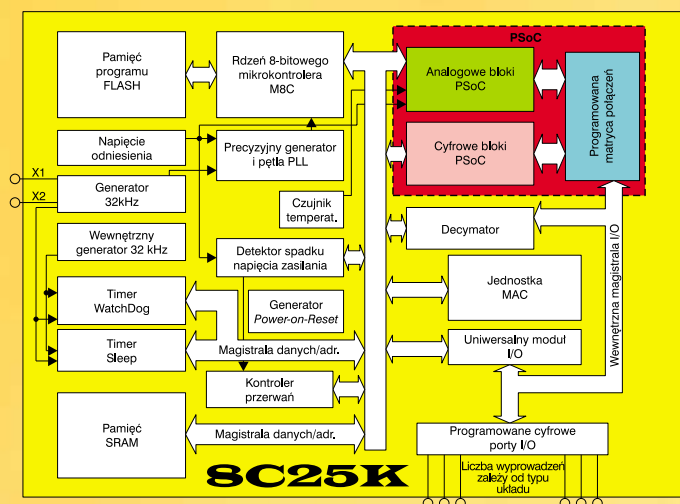 PSoC
Pamięć
programu
FLASH
Rdzeń 8-bitowego
mikrokontrolera
M8C
Analogowe bloki
PSoC
Programowana
matryca połączeń
Napięcie
odniesienia
Precyzyjny generator
i pętla PLL
Cyfrowe bloki
PSoC
X1
X2
Generator
32kHz
Czujnik
temperat.
Wewnętrzny
generator 32 kHz
Detektor spadku
napięcia zasilania
Decymator
Wewnętrzna magistrala I/O
Timer
WatchDog
Generator
Power-on-Reset
Jednostka
MAC
Timer
Sleep
Magistrala danych/adr.
Uniwersalny moduł
I/O
Kontroler
przerwań
Pamięć
SRAM
Magistrala danych/adr.
Programowane cyfrowe
porty I/O
8C25K
Liczba wyprowadzeń
zależy od typu
układu